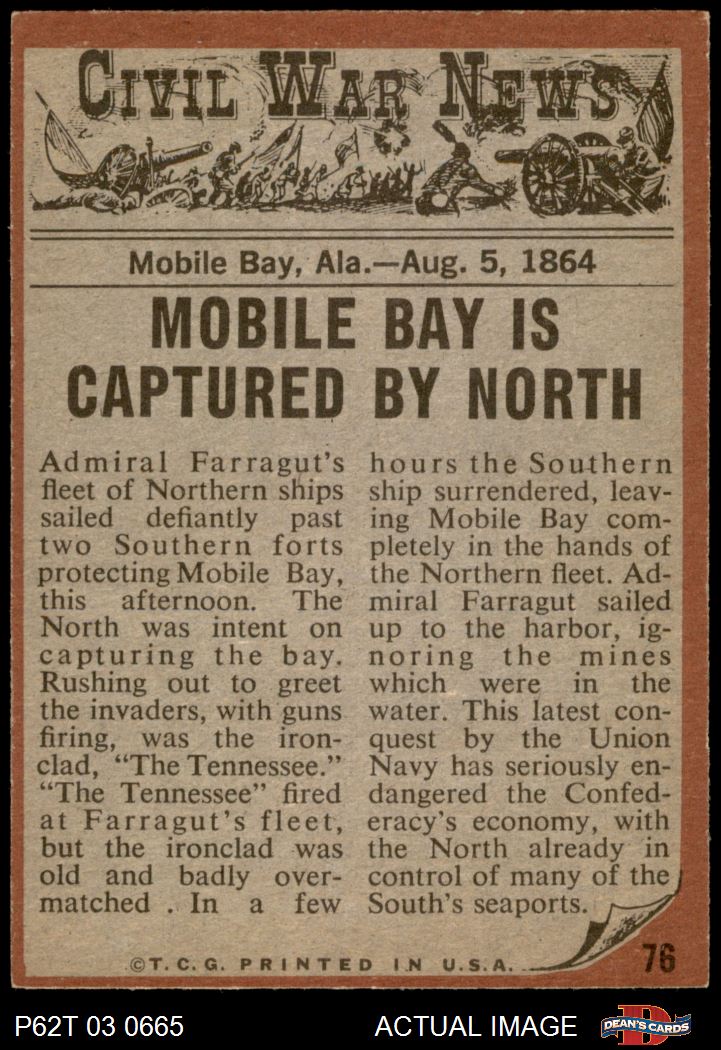 CIVIL WAR NEWS
Mobile Bay, Ala.—Aug. 5, 1864
MOBILE BAY IS
CAPTURED BY NORTH
Admiral Farragut's
fleet of Northern ships
sailed defiantly past
two Southern forts
protecting Mobile Bay,
this afternoon. The
North was intent on
capturing the bay.
Rushing out to greet
the invaders, with guns
firing, was the iron-
clad, “The Tennessee.”
“The Tennessee” fired
at Farragut's fleet,
but the ironclad was
old and badly over-
matched . In a few
hours the Southern
ship surrendered, leav-
ing Mobile Bay com-
pletely in the hands of
the Northern fleet. Ad-
miral Farragut sailed
up to the harbor, ig-
noring the mines
which were in the
water. This latest con-
quest by the Union
Navy has seriously en-
dangered the Confed-
eracy's economy, with
the North already in
control of many of the
South's seaports.
©T.C.G. PRINTED IN U.S.A.
76
P62T 03 0665
ACTUAL IMAGE
D
DEAN'S CARDS